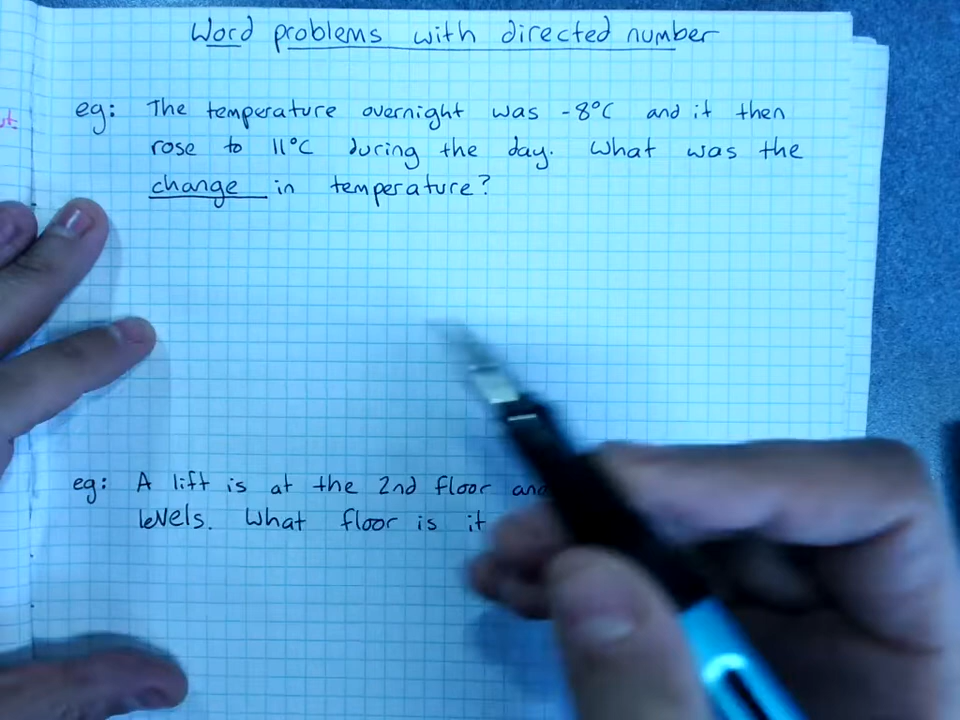 Word problems with directed number
eg: The temperature overnight was -8°C and it then
rose to 11°C during the day. What was the
change in temperature?
eg: A lift is at the 2nd floor and
levels. What floor is it